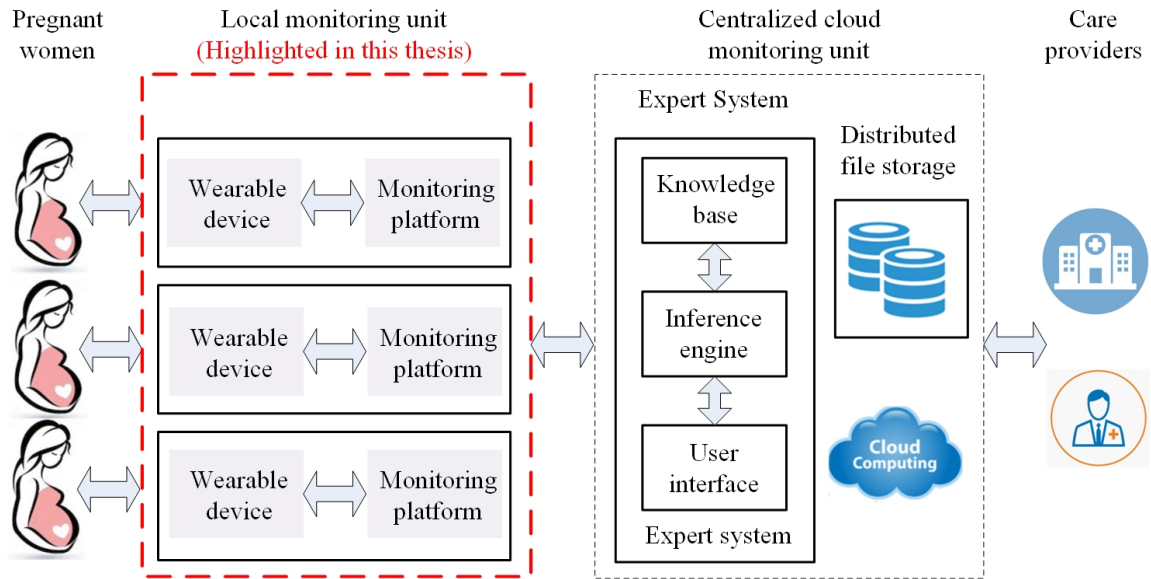 Pregnant
women
Local monitoring unit
(Highlighted in this thesis)
Centralized cloud
monitoring unit
Care
providers
Wearable
device
Monitoring
platform
Wearable
device
Monitoring
platform
Wearable
device
Monitoring
platform
Expert System
Knowledge
base
Inference
engine
User
interface
Expert system
Distributed
file storage
Cloud
Computing